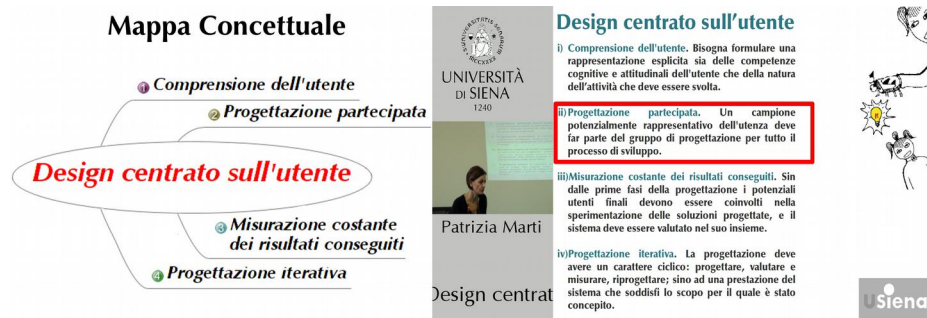 Mappa Concettuale
1 Comprensione dell'utente
2 Progettazione partecipata
Design centrato sull'utente
3 Misurazione costante
dei risultati conseguiti
4 Progettazione iterativa
UNIVERSITÀ
DI SIENA
1240
Patrizia Marti
Design centrat
Design centrato sull'utente
i) Comprensione dell'utente. Bisogna formulare una
rappresentazione esplicita sia delle competenze
cognitive e attitudinali dell'utente che della natura
dell'attività che deve essere svolta.
ii)Progettazione partecipata. Un campione
potenzialmente rappresentativo dell'utenza deve
far parte del gruppo di progettazione per tutto il
processo di sviluppo.
iii)Misurazione costante dei risultati conseguiti. Sin
dalle prime fasi della progettazione i potenziali
utenti finali devono essere coinvolti nella
sperimentazione delle soluzioni progettate, e il
sistema deve essere valutato nel suo insieme.
iv)Progettazione iterativa. La progettazione deve
avere un carattere ciclico: progettare, valutare e
misurare, riprogettare; sino ad una prestazione del
sistema che soddisfi lo scopo per il quale è stato
concepito.
USiena